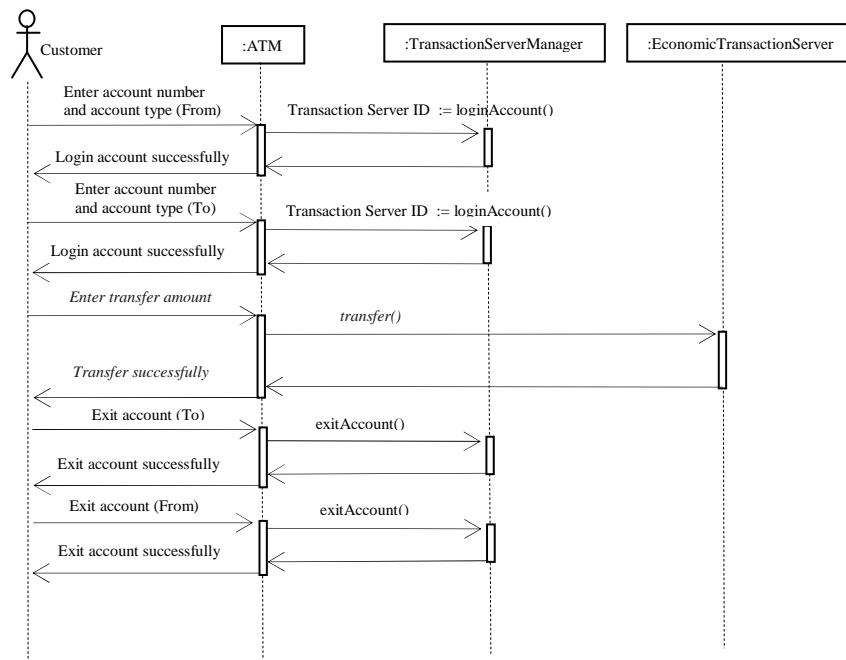 Customer
:ATM
:TransactionServerManager
:EconomicTransactionServer
Enter account number
and account type (From)
Transaction Server ID := loginAccount()
Login account successfully
Enter account number
and account type (To)
Transaction Server ID := loginAccount()
Login account successfully
Enter transfer amount
transfer()
Transfer successfully
Exit account (To)
exitAccount()
Exit account successfully
Exit account (From)
exitAccount()
Exit account successfully